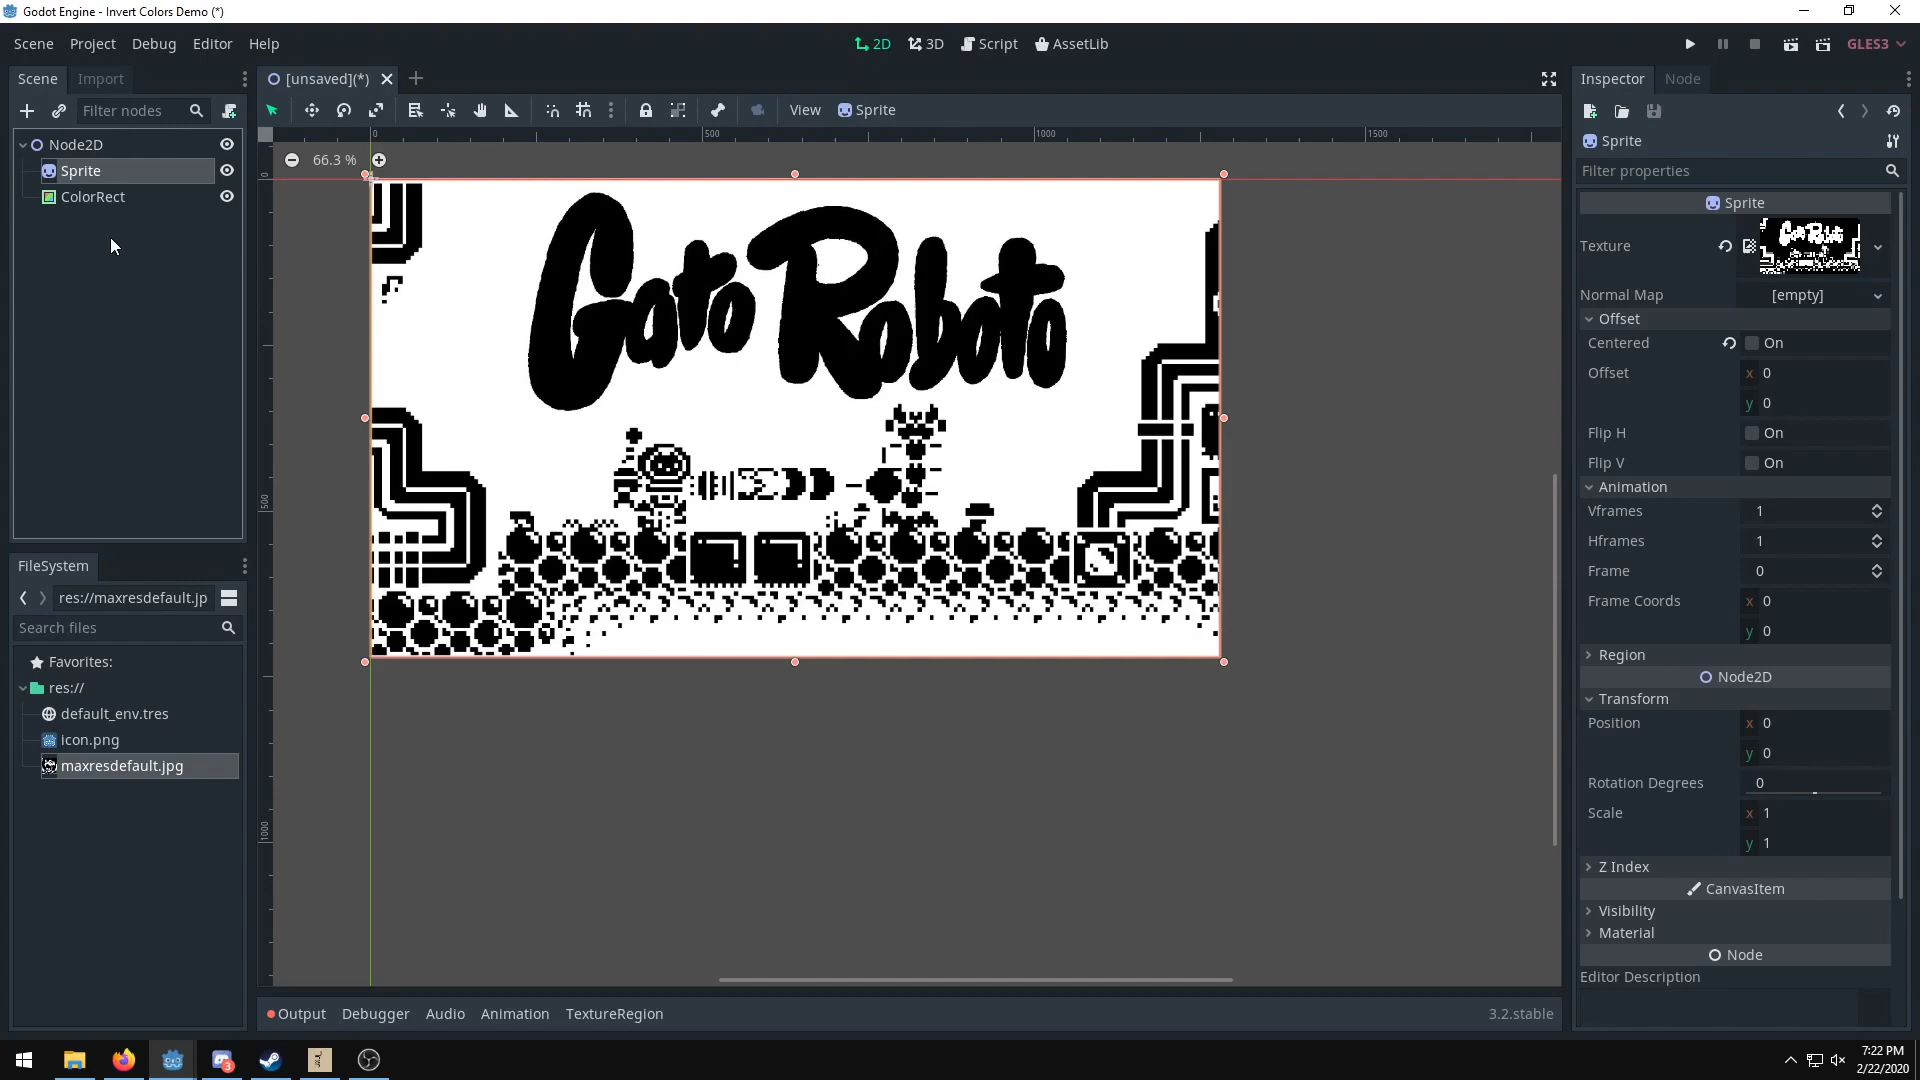 Godot Engine - Invert Colors Demo (*)
Scene Project Debug Editor Help
2D 3D Script AssetLib
GLES3
Scene Import
[unsaved](*)
Inspector Node
Filter nodes
View Sprite
Sprite
Filter properties
Node2D
Sprite
ColorRect
0 500 1000 1500
66.3 %
0
500
1000
Gato Roboto
Sprite
Texture
Normal Map [empty]
Offset
Centered On
Offset x 0
y 0
Flip H On
Flip V On
Animation
Vframes 1
Hframes 1
Frame 0
Frame Coords x 0
y 0
Region
Node2D
Transform
Position x 0
y 0
Rotation Degrees 0
Scale x 1
y 1
Z Index
CanvasItem
Visibility
Material
Node
Editor Description
FileSystem
res://maxresdefault.jp
Search files
Favorites:
res://
default_env.tres
icon.png
maxresdefault.jpg
Output Debugger Audio Animation TextureRegion
3.2.stable
3
7:22 PM
2/22/2020